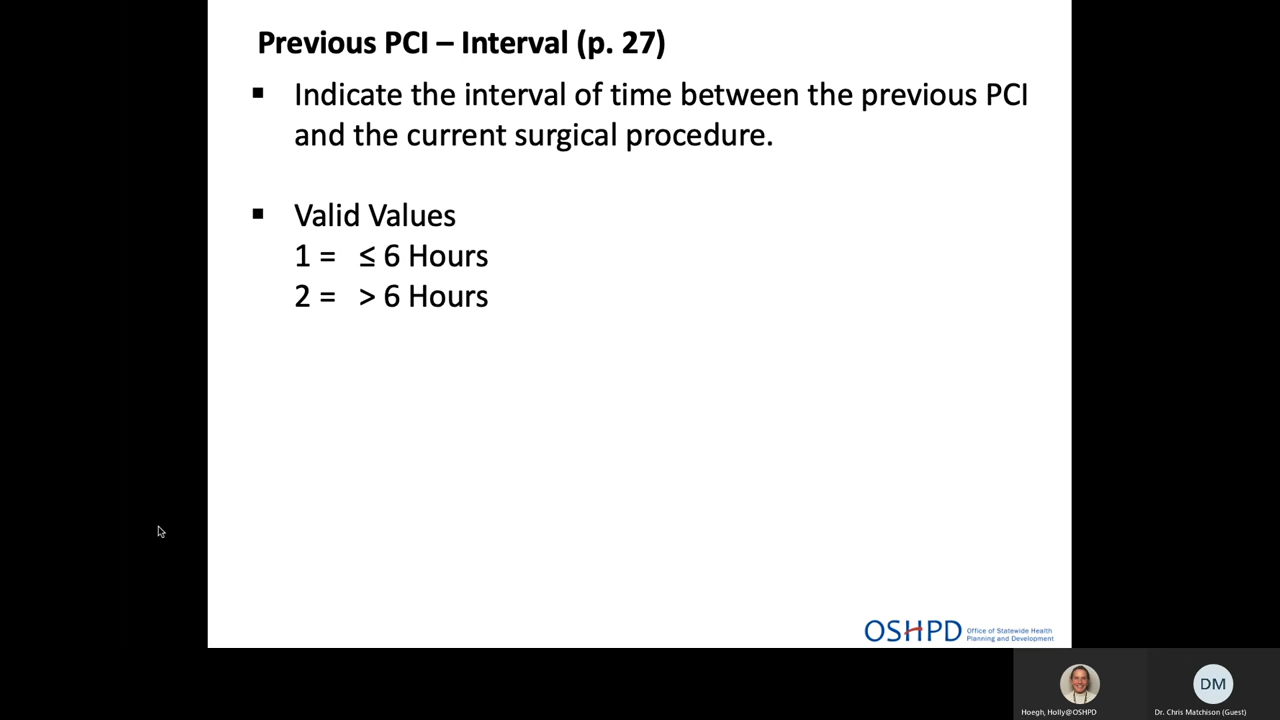 Previous PCI – Interval (p. 27)
▪ Indicate the interval of time between the previous PCI
and the current surgical procedure.
▪ Valid Values
1 = ≤ 6 Hours
2 = > 6 Hours
OSHPD Office of Statewide Health
Planning and Development
DM
Hoegh, Holly@OSHPD
Dr. Chris Matchison (Guest)